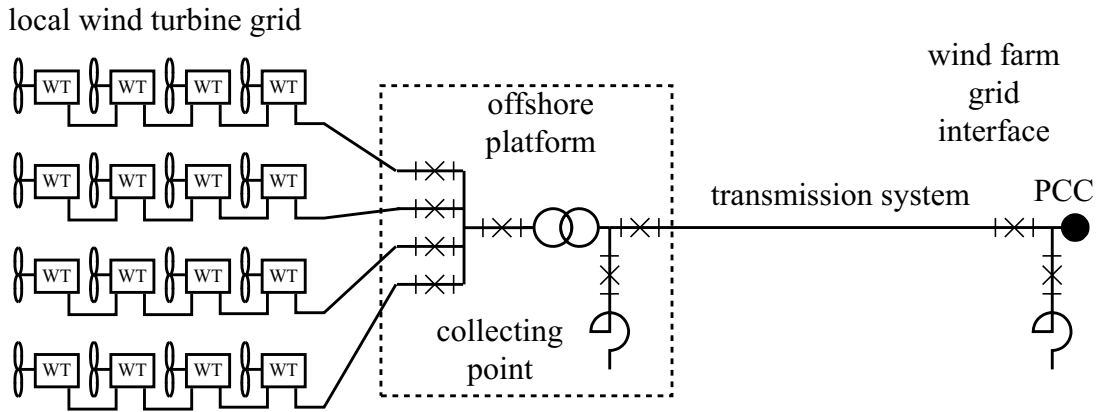 local wind turbine grid
WT WT WT WT
WT WT WT WT
WT WT WT WT
WT WT WT WT
offshore
platform
collecting
point
transmission system
wind farm
grid
interface
PCC